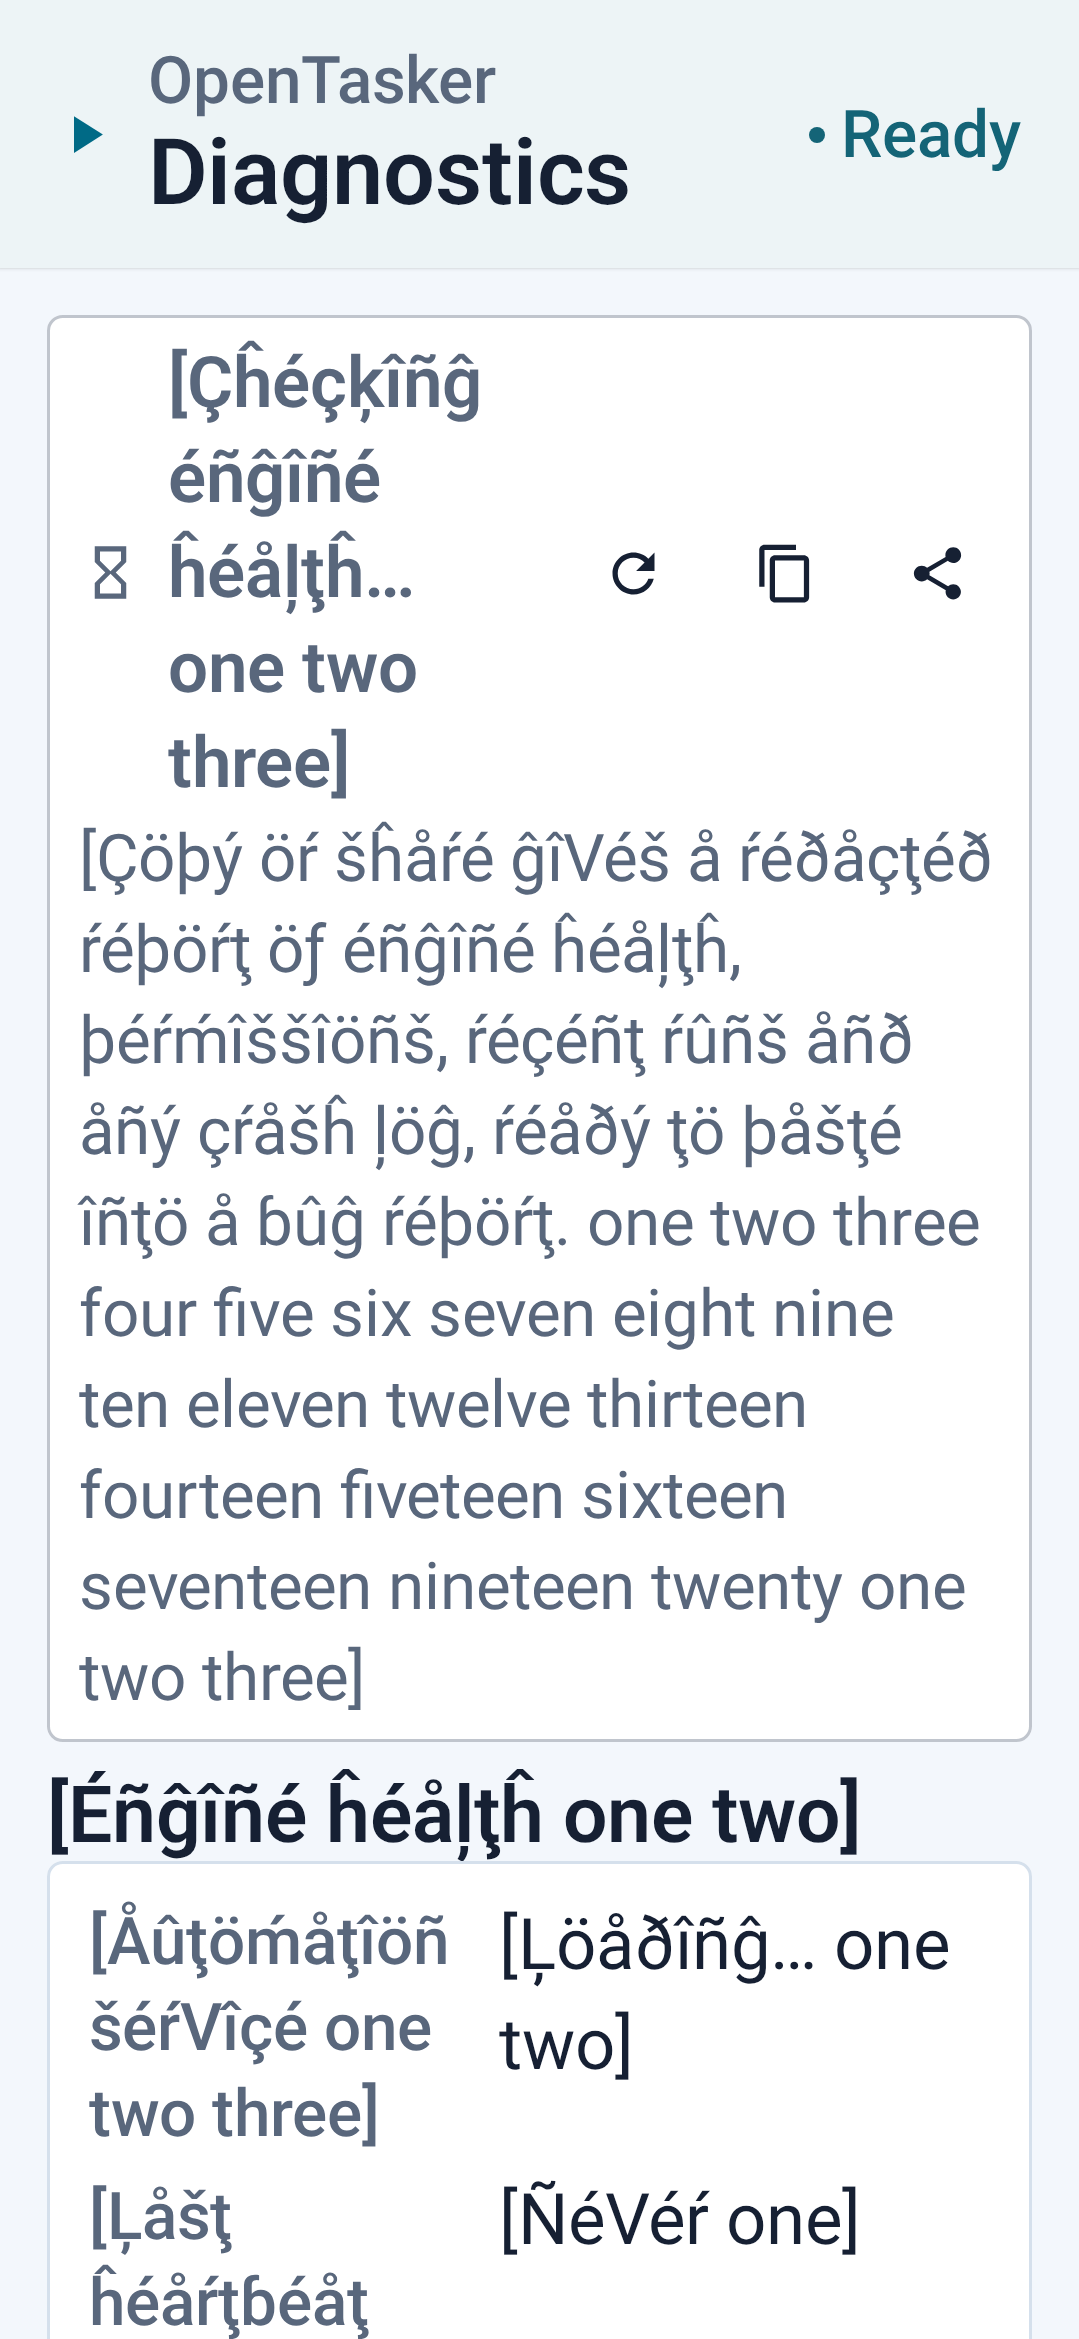 OpenTasker
Diagnostics
• Ready
[Çĥéçķîñĝ
éñĝîñé
ĥéåļţĥ…
one two
three]
[Çöþý öŕ šĥåŕé ĝîVéš å ŕéðåçţéð
ŕéþöŕţ öƒ éñĝîñé ĥéåļţĥ,
þéŕḿîššîöñš, ŕéçéñţ ŕûñš åñð
åñý çŕåšĥ ļöĝ, ŕéåðý ţö þåšţé
îñţö å ɓûĝ ŕéþöŕţ. one two three
four five six seven eight nine
ten eleven twelve thirteen
fourteen fiveteen sixteen
seventeen nineteen twenty one
two three]
[Éñĝîñé ĥéåļţĥ one two]
[Åûţöḿåţîöñ
šéŕVîçé one
two three]
[Ļöåðîñĝ… one
two]
[Ļåšţ
ĥéåŕţɓéåţ
[ÑéVéŕ one]